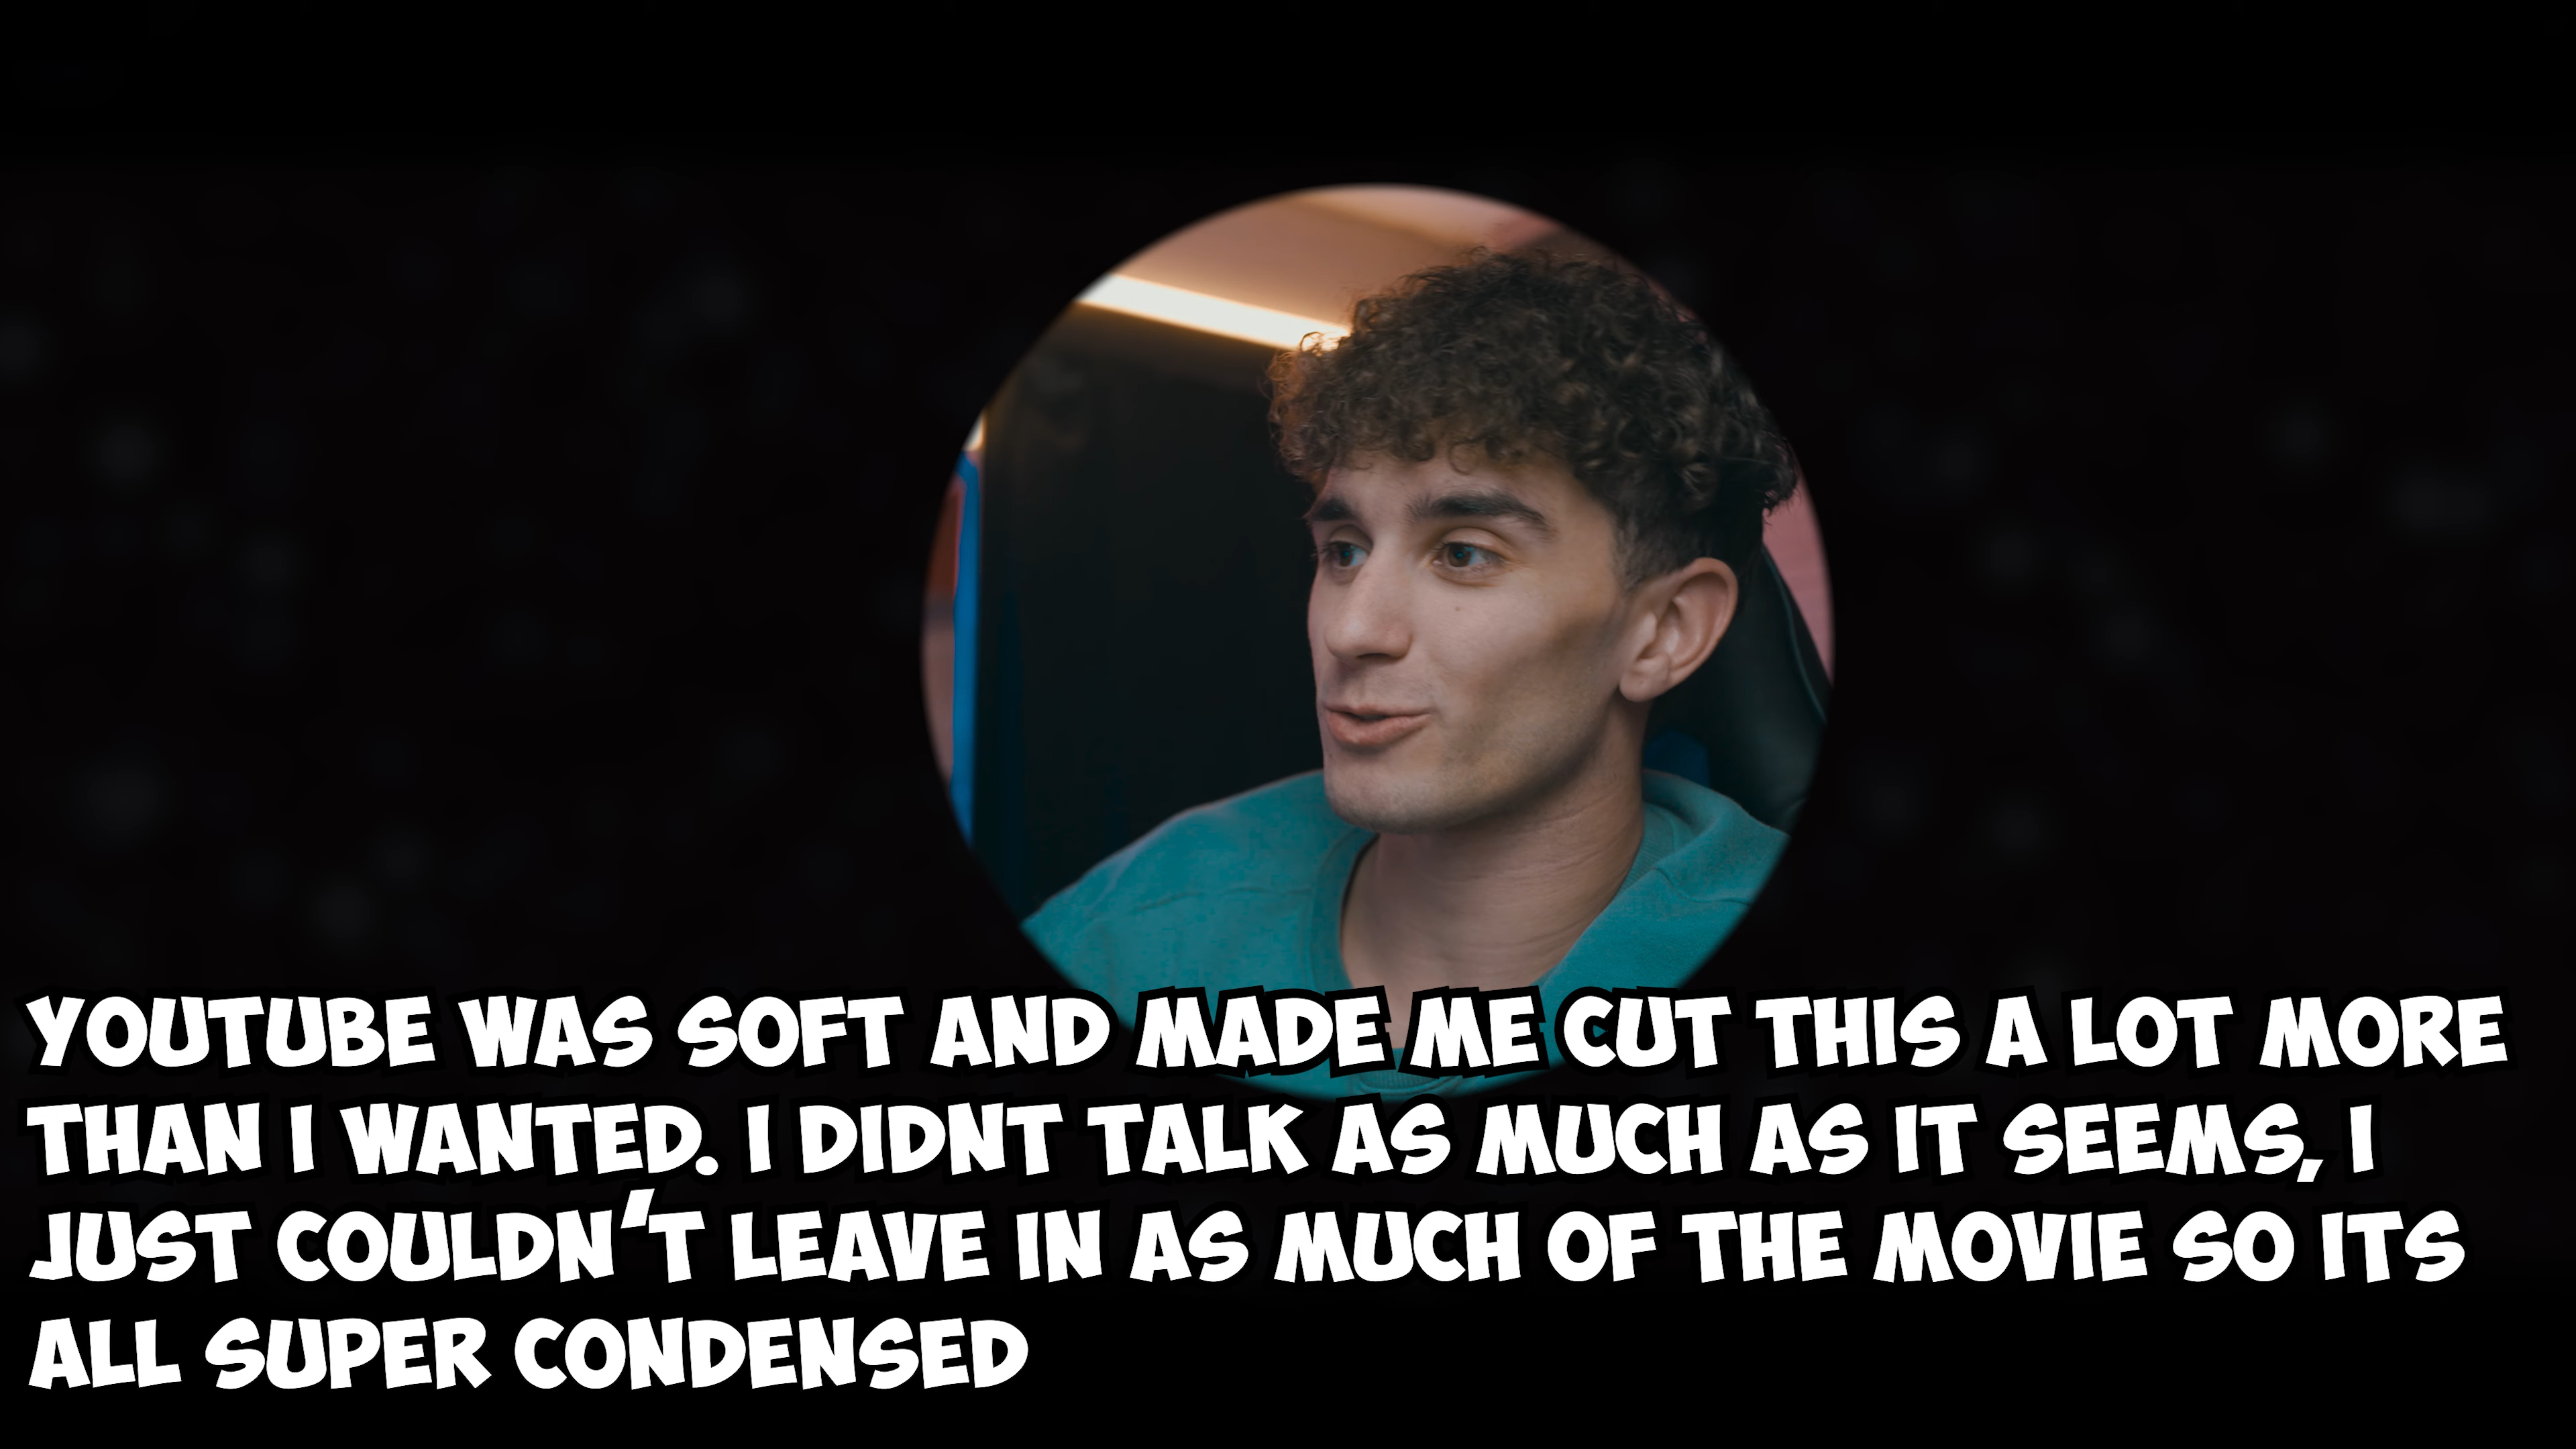 YOUTUBE WAS SOFT AND MADE ME CUT THIS A LOT MORE
THAN I WANTED. I DIDNT TALK AS MUCH AS IT SEEMS, I
JUST COULDN'T LEAVE IN AS MUCH OF THE MOVIE SO ITS
ALL SUPER CONDENSED